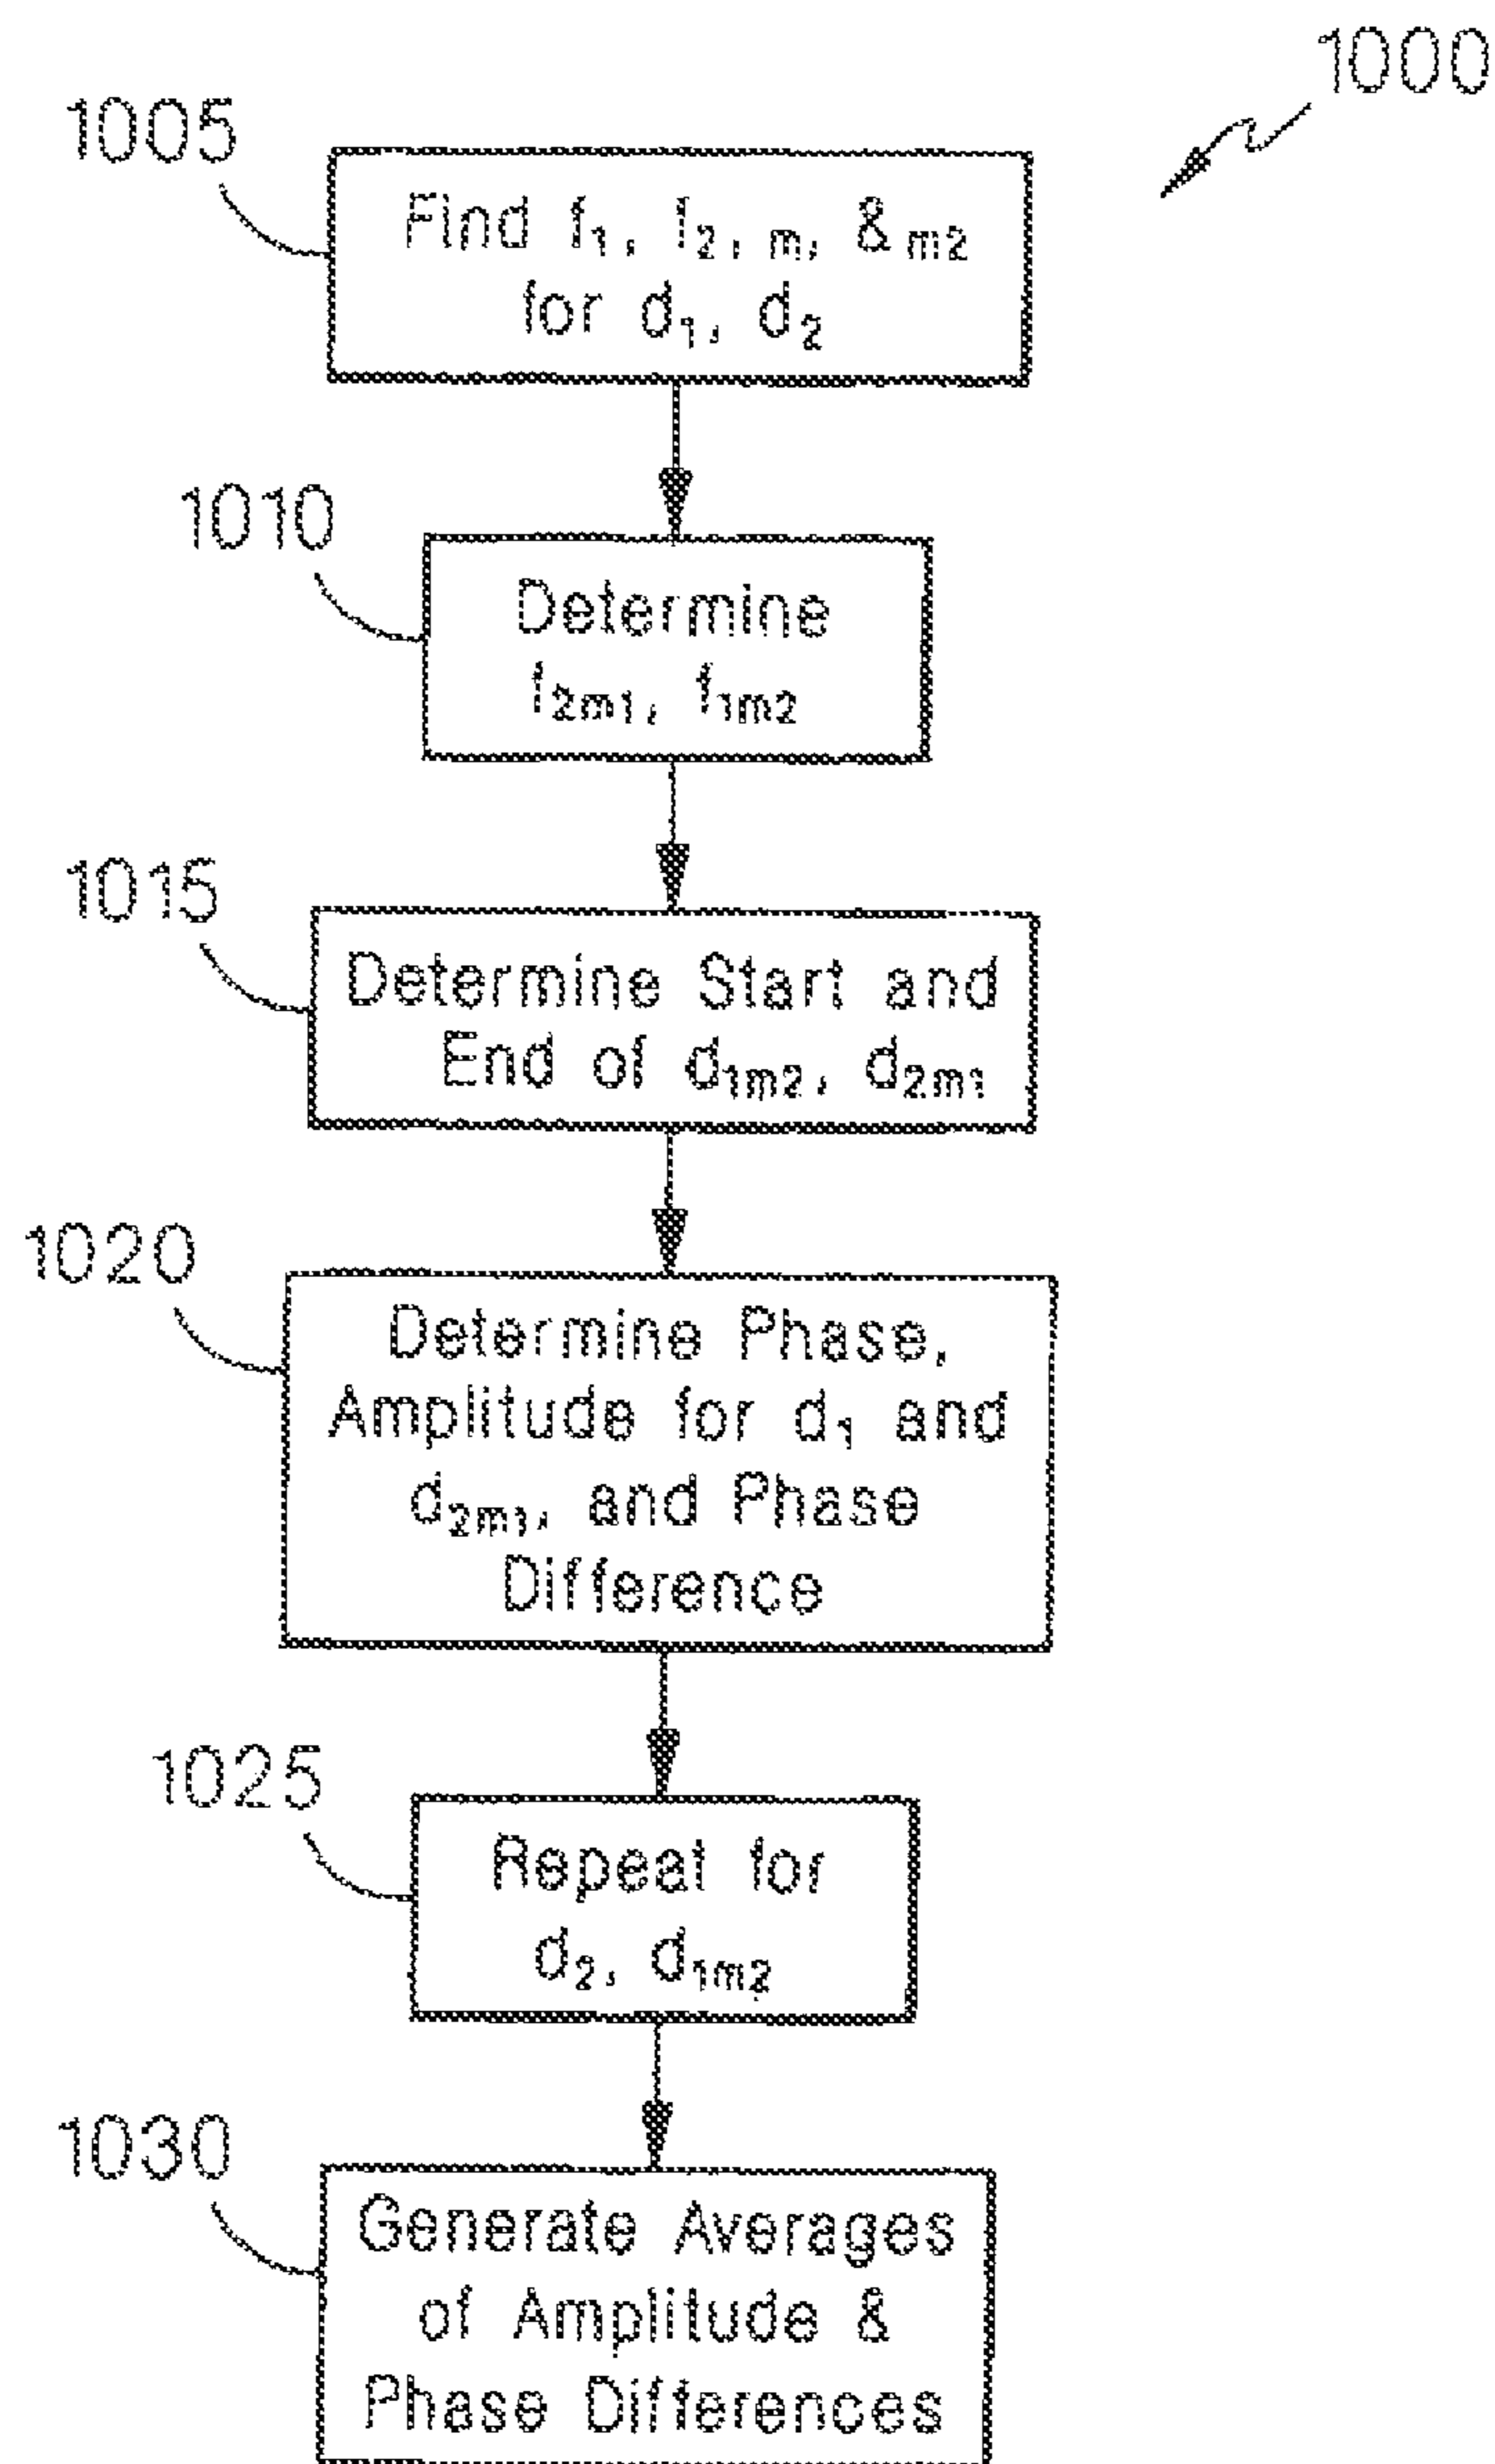 1000
1005
Find f₁, f₂, m, & m2
for d₁, d₂
1010
Determine
f₂m₁, f₁m₂
1015
Determine Start and
End of d₁m₂, d₂m₁
1020
Determine Phase,
Amplitude for d₁ and
d₂m₁, and Phase
Difference
1025
Repeat for
d₂, d₁m₂
1030
Generate Averages
of Amplitude &
Phase Differences